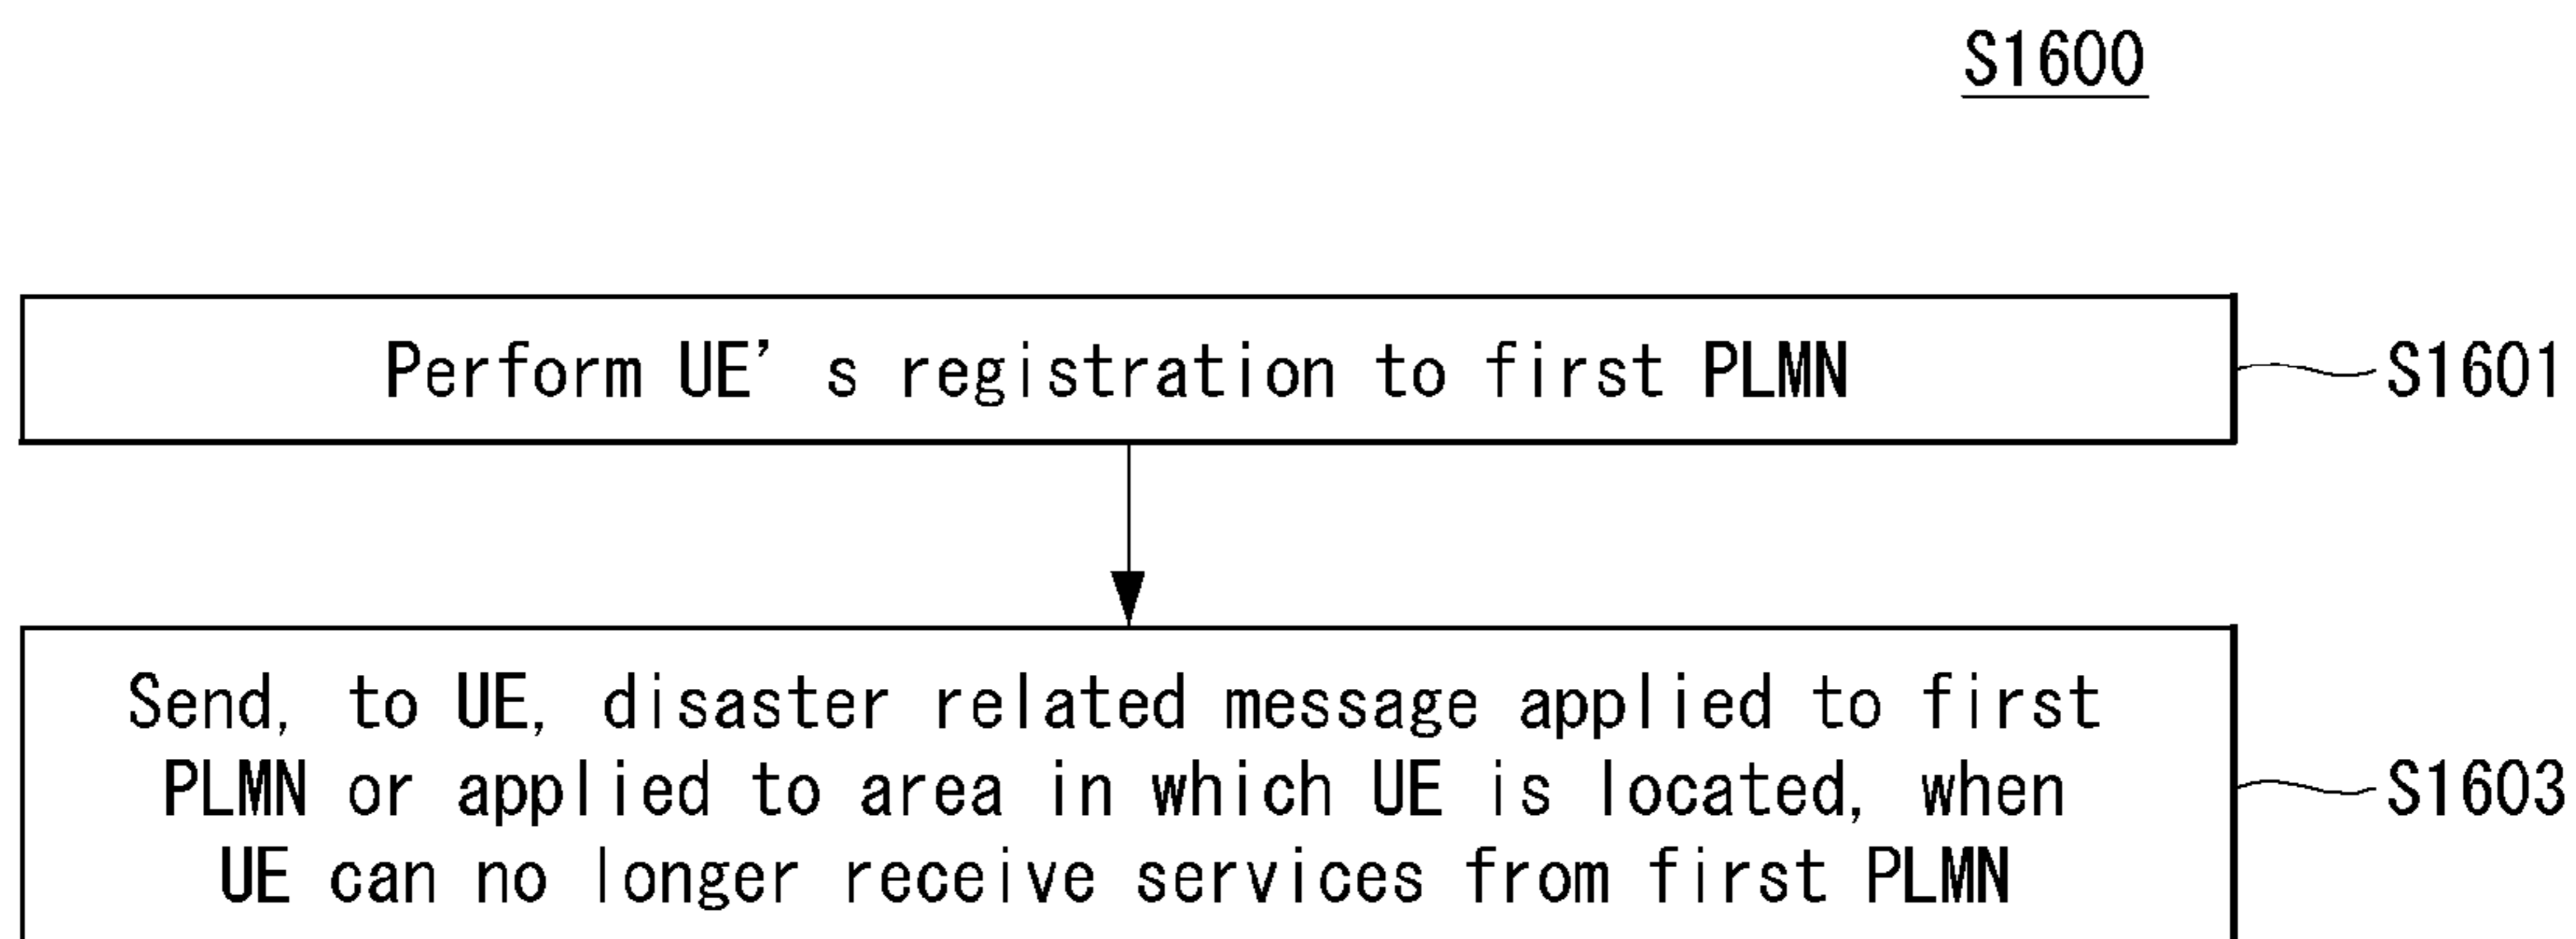 S1600
Perform UE’s registration to first PLMN
S1601
Send, to UE, disaster related message applied to first
PLMN or applied to area in which UE is located, when
UE can no longer receive services from first PLMN
S1603